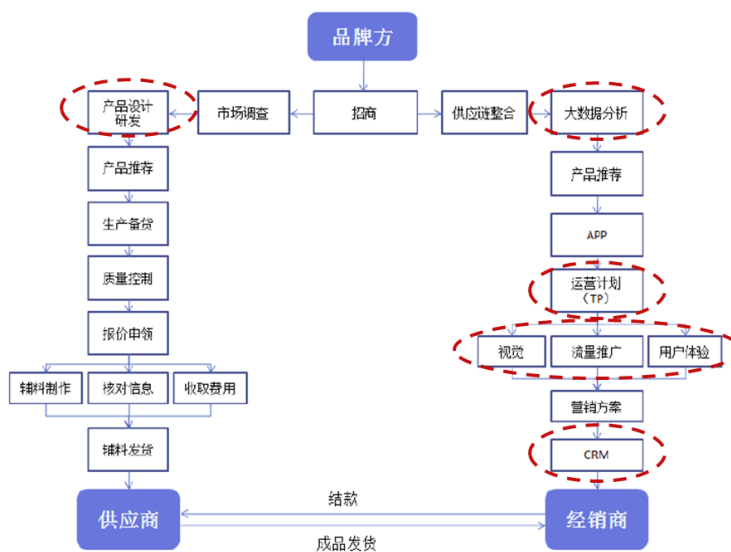 品牌方
产品设计
研发
市场调查
招商
供应链整合
大数据分析
产品推荐
产品推荐
生产备货
APP
质量控制
运营计划
（TP）
报价申领
视觉
流量推广
用户体验
辅料制作
核对信息
收取费用
营销方案
辅料发货
CRM
供应商
结款
经销商
成品发货